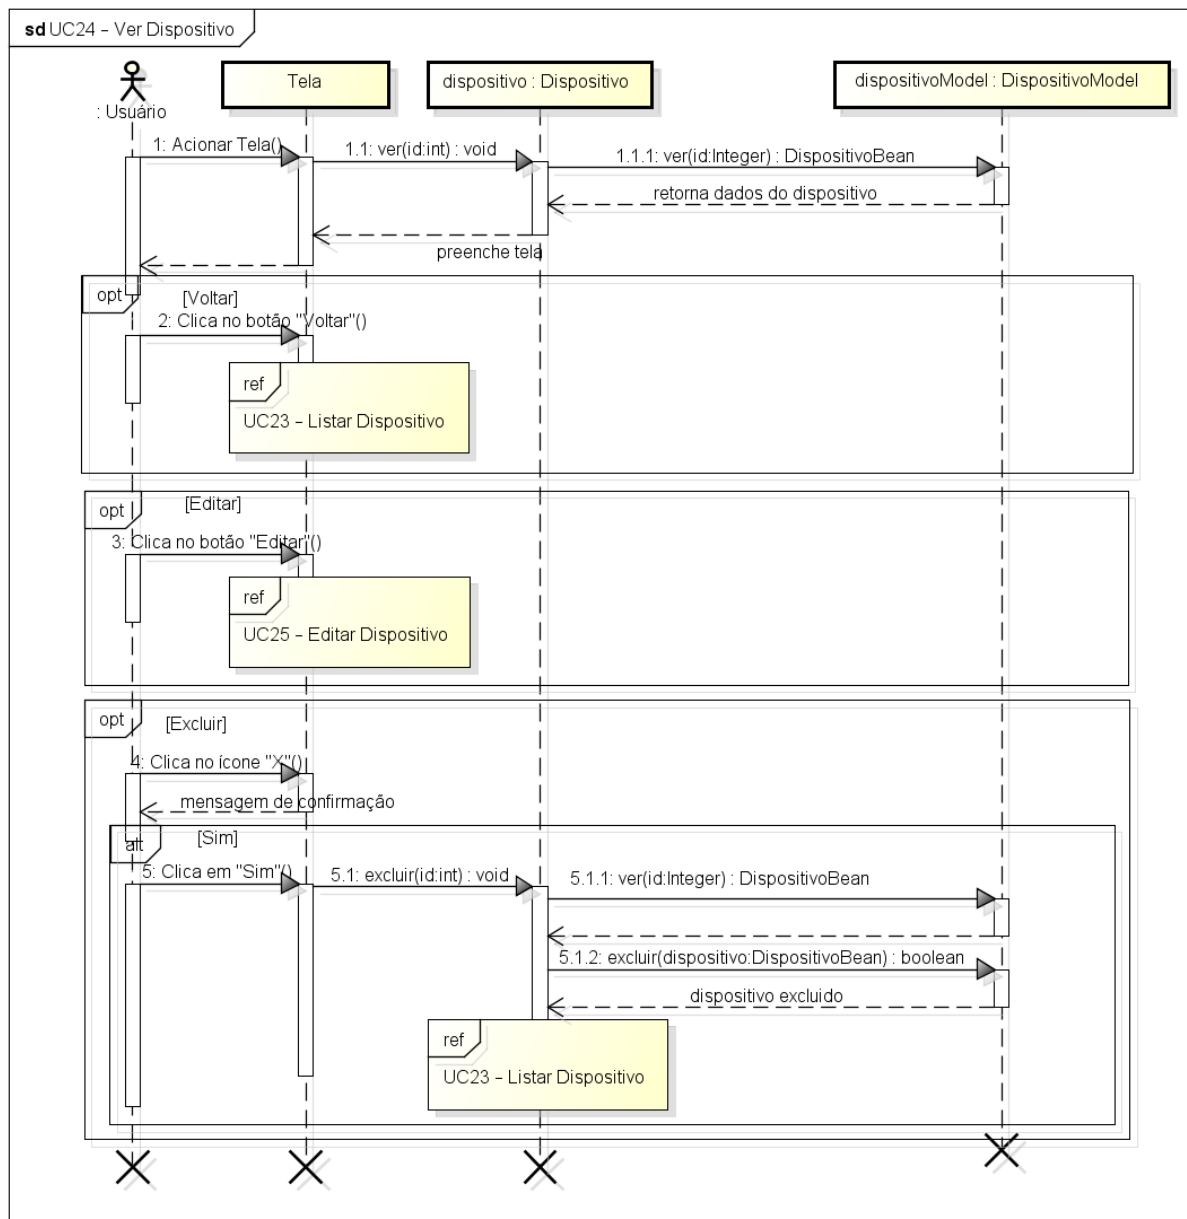 sd UC24 – Ver Dispositivo
: Usuário
Tela
dispositivo : Dispositivo
dispositivoModel : DispositivoModel
1: Acionar Tela()
1.1: ver(id:int) : void
1.1.1: ver(id:Integer) : DispositivoBean
retorna dados do dispositivo
preenche tela
opt
[Voltar]
2: Clica no botão "Voltar"()
ref
UC23 – Listar Dispositivo
opt
[Editar]
3: Clica no botão "Editar"()
ref
UC25 – Editar Dispositivo
opt
[Excluir]
4: Clica no ícone "X"()
mensagem de confirmação
alt
[Sim]
5: Clica em "Sim"()
5.1: excluir(id:int) : void
5.1.1: ver(id:Integer) : DispositivoBean
5.1.2: excluir(dispositivo:DispositivoBean) : boolean
dispositivo excluido
ref
UC23 – Listar Dispositivo